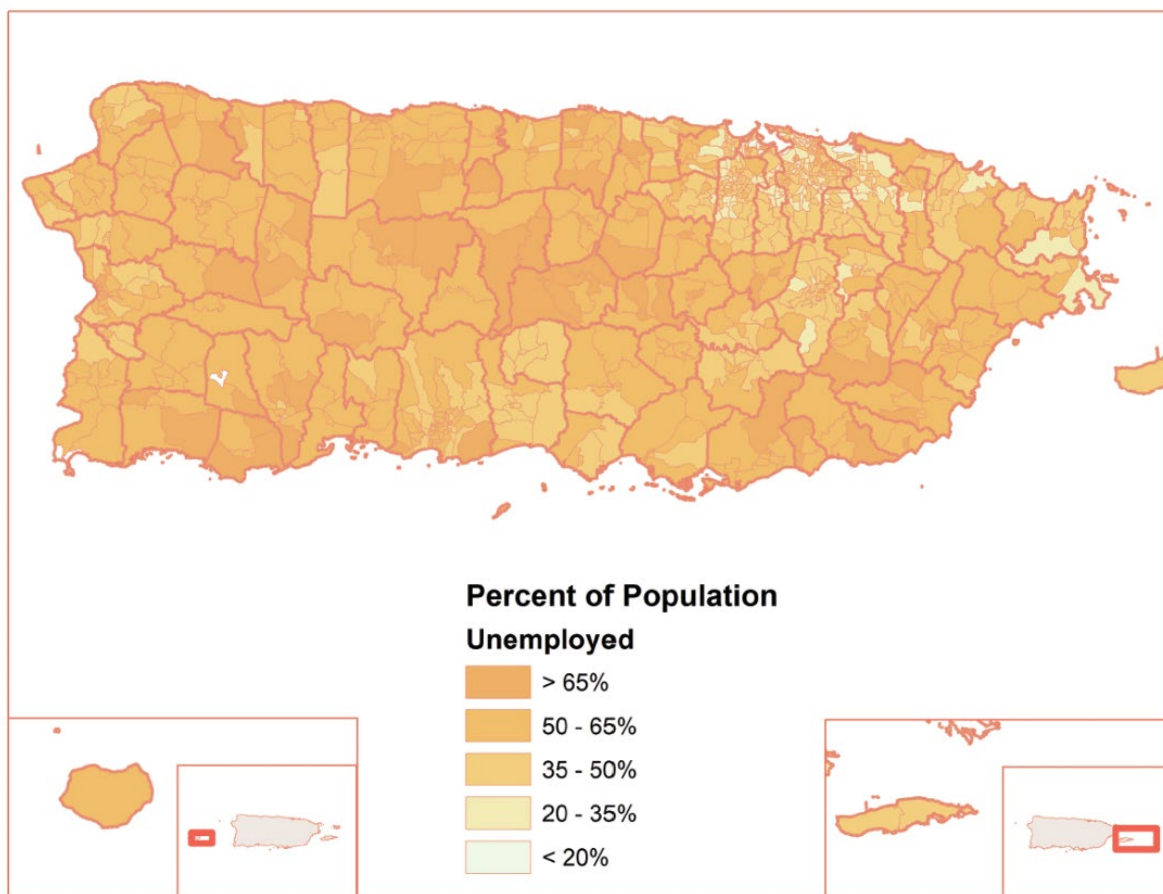 Percent of Population
Unemployed
> 65%
50 - 65%
35 - 50%
20 - 35%
< 20%